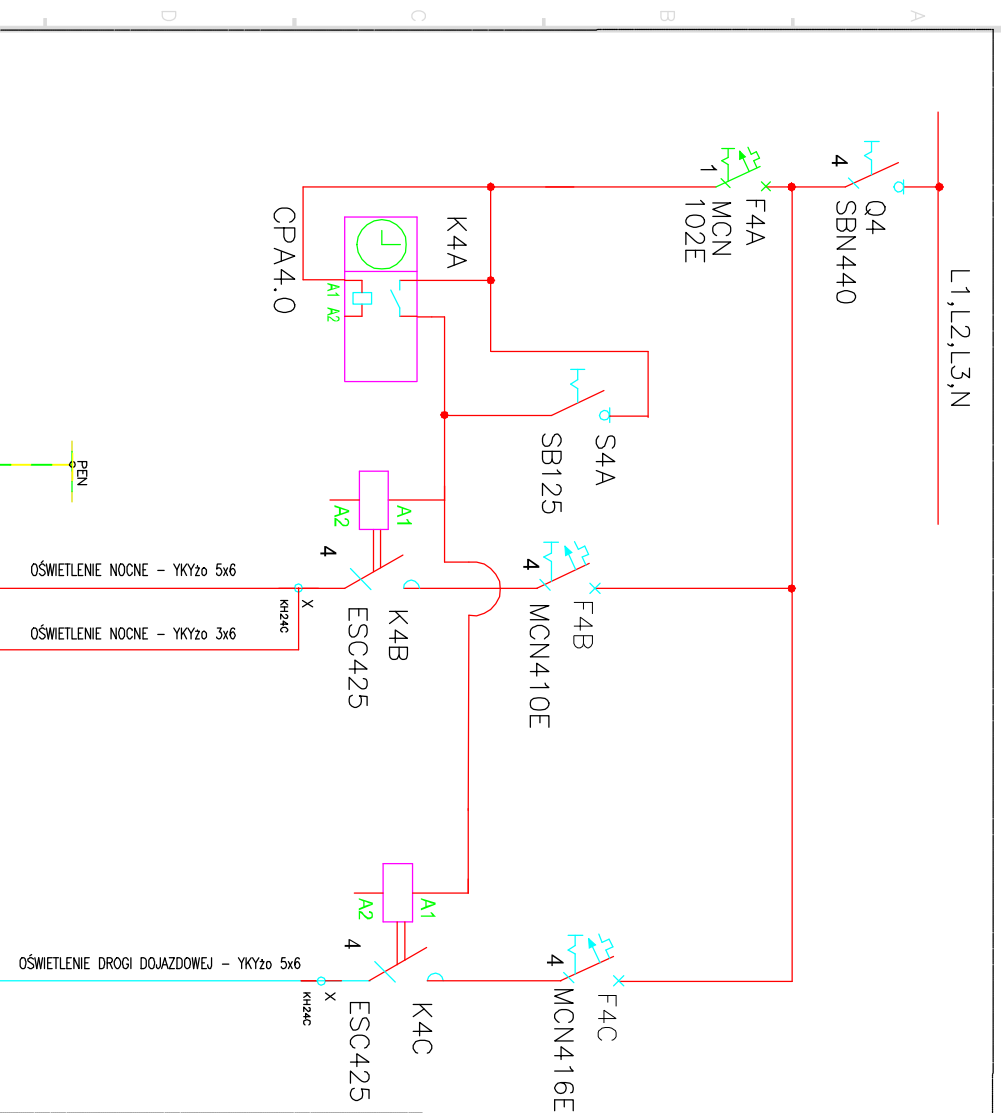 D
C
B
A
L1,L2,L3,N
Q4
SBN440
4
F4A
MCN
102E
1
K4A
CPA4.0
A1
A2
S4A
SB125
PEN
A1
A2
4
K4B
ESC425
F4B
MCN410E
4
OŚWIETLENIE NOCNE – YKYżo 5x6
OŚWIETLENIE NOCNE – YKYżo 3x6
X
KH24C
A1
A2
4
K4C
ESC425
F4C
MCN416E
4
OŚWIETLENIE DROGI DOJAZDOWEJ – YKYżo 5x6
X
KH24C